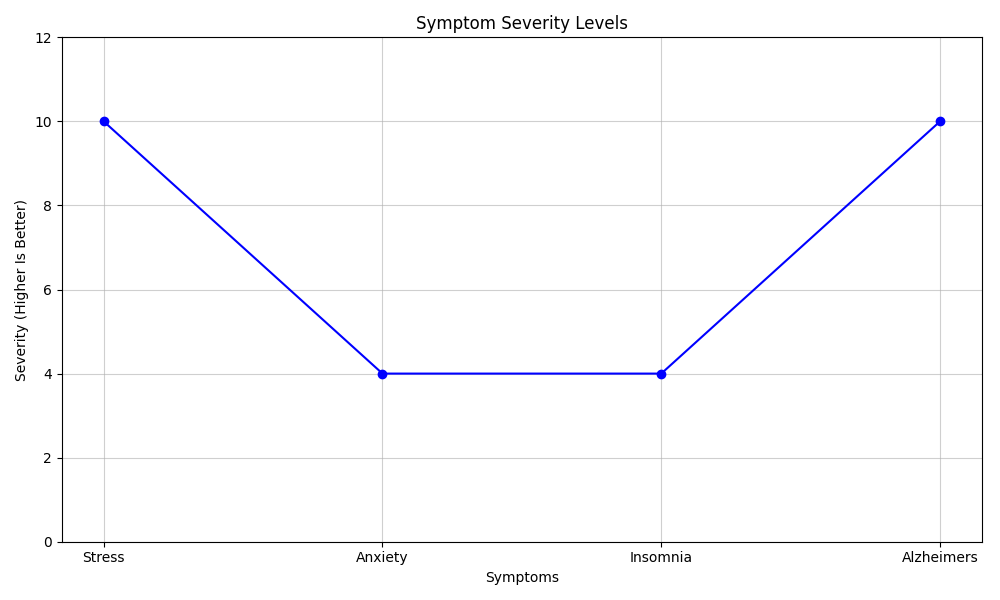 Symptom Severity Levels
12
10
8
6
4
2
0
Severity (Higher Is Better)
Stress
Anxiety
Insomnia
Alzheimers
Symptoms